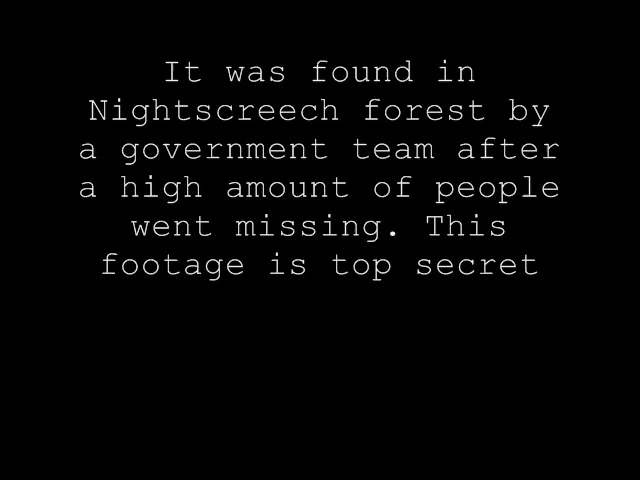 It was found in
Nightscreech forest by
a government team after
a high amount of people
went missing. This
footage is top secret